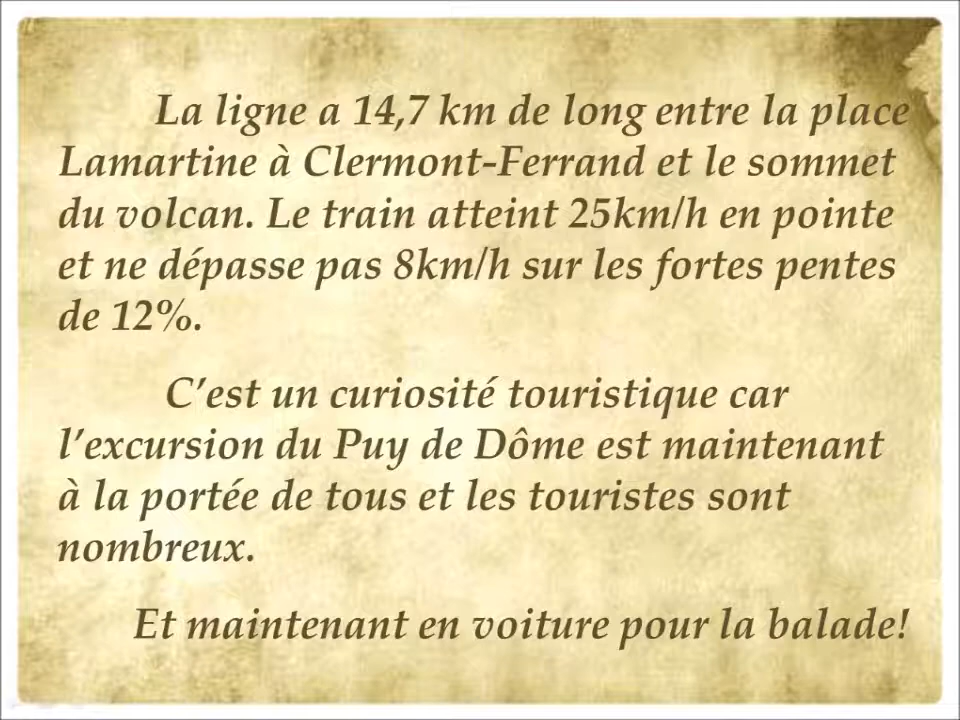 La ligne a 14,7 km de long entre la place
Lamartine à Clermont-Ferrand et le sommet
du volcan. Le train atteint 25km/h en pointe
et ne dépasse pas 8km/h sur les fortes pentes
de 12%.
C’est un curiosité touristique car
l’excursion du Puy de Dôme est maintenant
à la portée de tous et les touristes sont
nombreux.
Et maintenant en voiture pour la balade!